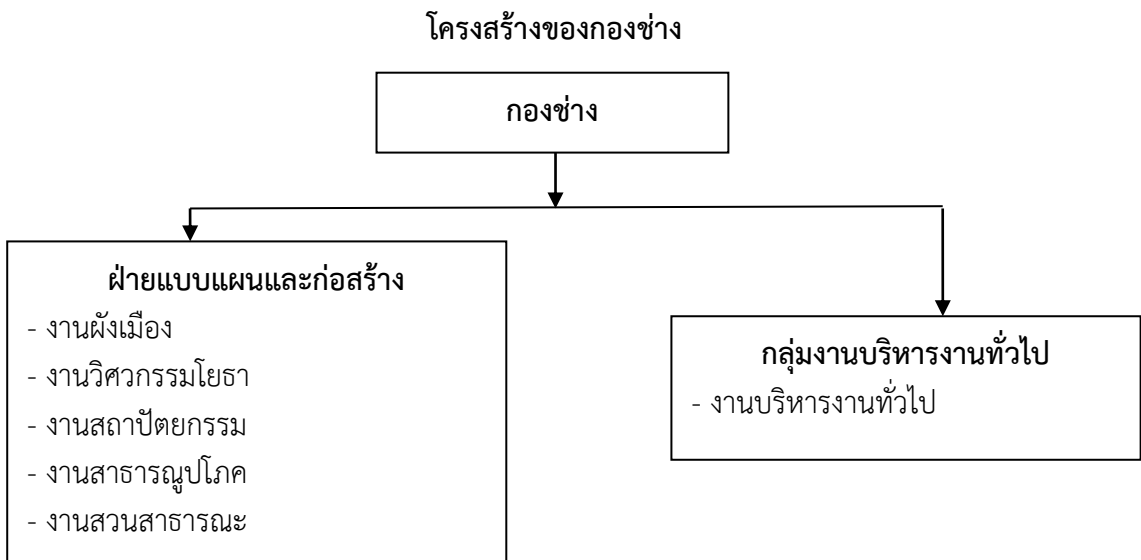 โครงสร้างของกองช่าง
กองช่าง
ฝ่ายแบบแผนและก่อสร้าง
- งานผังเมือง
- งานวิศวกรรมโยธา
- งานสถาปัตยกรรม
- งานสาธารณูปโภค
- งานสวนสาธารณะ
กลุ่มงานบริหารงานทั่วไป
- งานบริหารงานทั่วไป